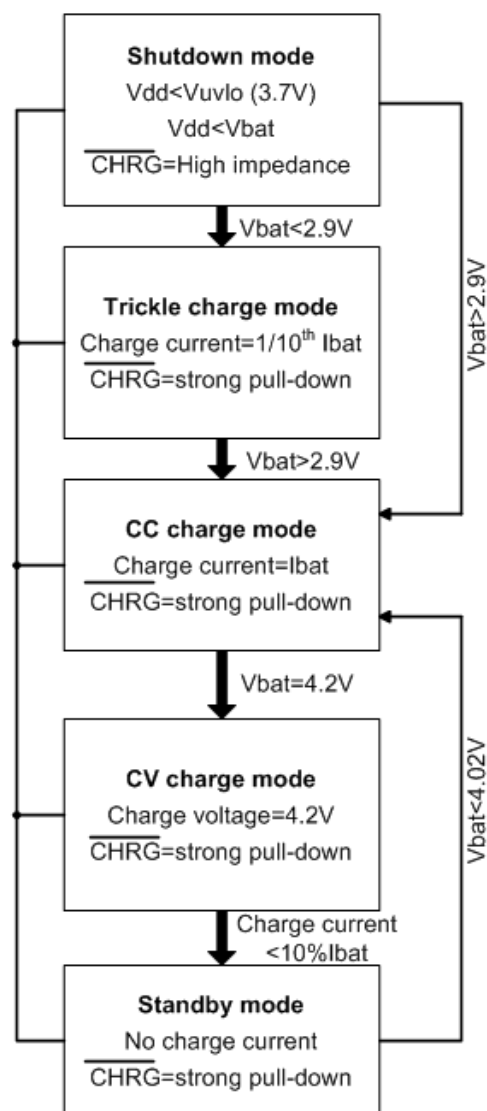 Shutdown mode
Vdd<Vuvlo (3.7V)
Vdd<Vbat
CHRG=High impedance
Vbat<2.9V
Vbat>2.9V
Trickle charge mode
Charge current=1/10th Ibat
CHRG=strong pull-down
Vbat>2.9V
CC charge mode
Charge current=Ibat
CHRG=strong pull-down
Vbat=4.2V
CV charge mode
Charge voltage=4.2V
CHRG=strong pull-down
Vbat<4.02V
Charge current
<10%Ibat
Standby mode
No charge current
CHRG=strong pull-down